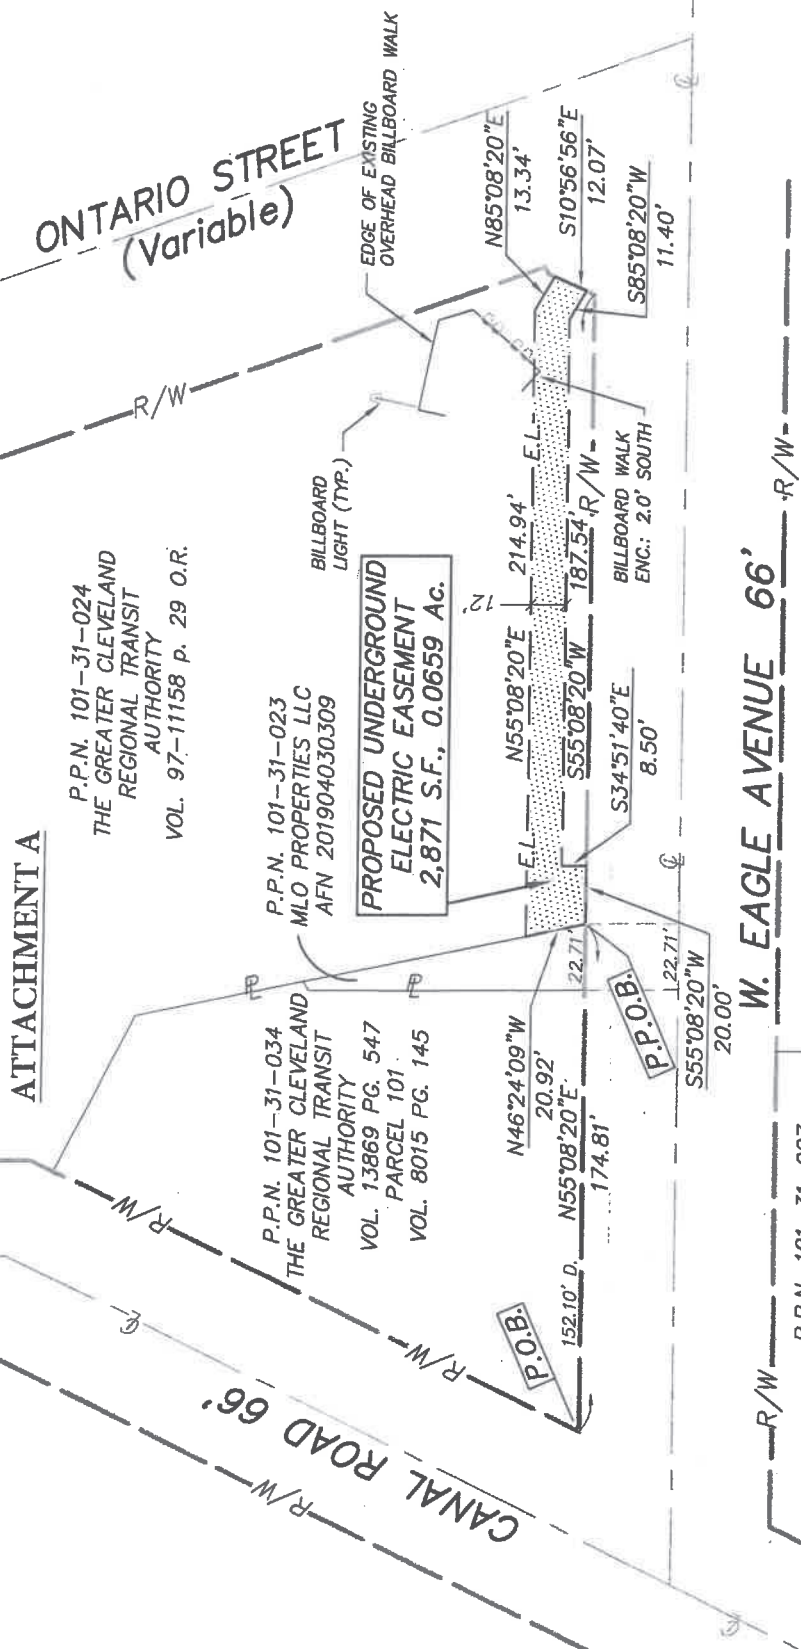 ATTACHMENT A
ONTARIO STREET
(Variable)
EDGE OF EXISTING
OVERHEAD BILLBOARD WALK
R/W
P.P.N. 101-31-024
THE GREATER CLEVELAND
REGIONAL TRANSIT
AUTHORITY
VOL. 97-11158 p. 29 O.R.
BILLBOARD
LIGHT (TYP.)
N85°08'20"E
13.34'
S10°56'56"E
12.07'
S85°08'20"W
11.40'
P.P.N. 101-31-023
MLO PROPERTIES LLC
AFN 201904030309
PROPOSED UNDERGROUND
ELECTRIC EASEMENT
2,871 S.F., 0.0659 Ac.
12'
E.L.
N55°08'20"E
214.94'
E.L.
S55°08'20"W
187.54'
R/W
BILLBOARD WALK
ENC.: 2.0' SOUTH
S34°51'40"E
8.50'
P.P.N. 101-31-034
THE GREATER CLEVELAND
REGIONAL TRANSIT
AUTHORITY
VOL. 13869 PG. 547
PARCEL 101
VOL. 8015 PG. 145
PL
PL
R/W
R/W
R/W
CL
CL
CL
N46°24'09"W
20.92'
22.71'
22.71'
P.P.O.B.
S55°08'20"W
20.00'
P.O.B.
152.10' D.
N55°08'20"E
174.81'
CANAL ROAD 66'
W. EAGLE AVENUE 66'
R/W
R/W